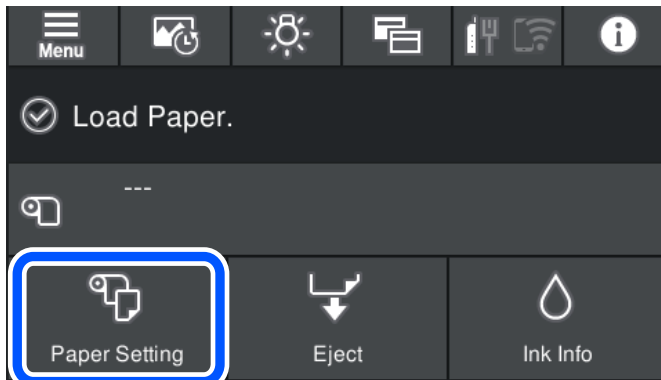 Menu
Load Paper.
---
Paper Setting
Eject
Ink Info